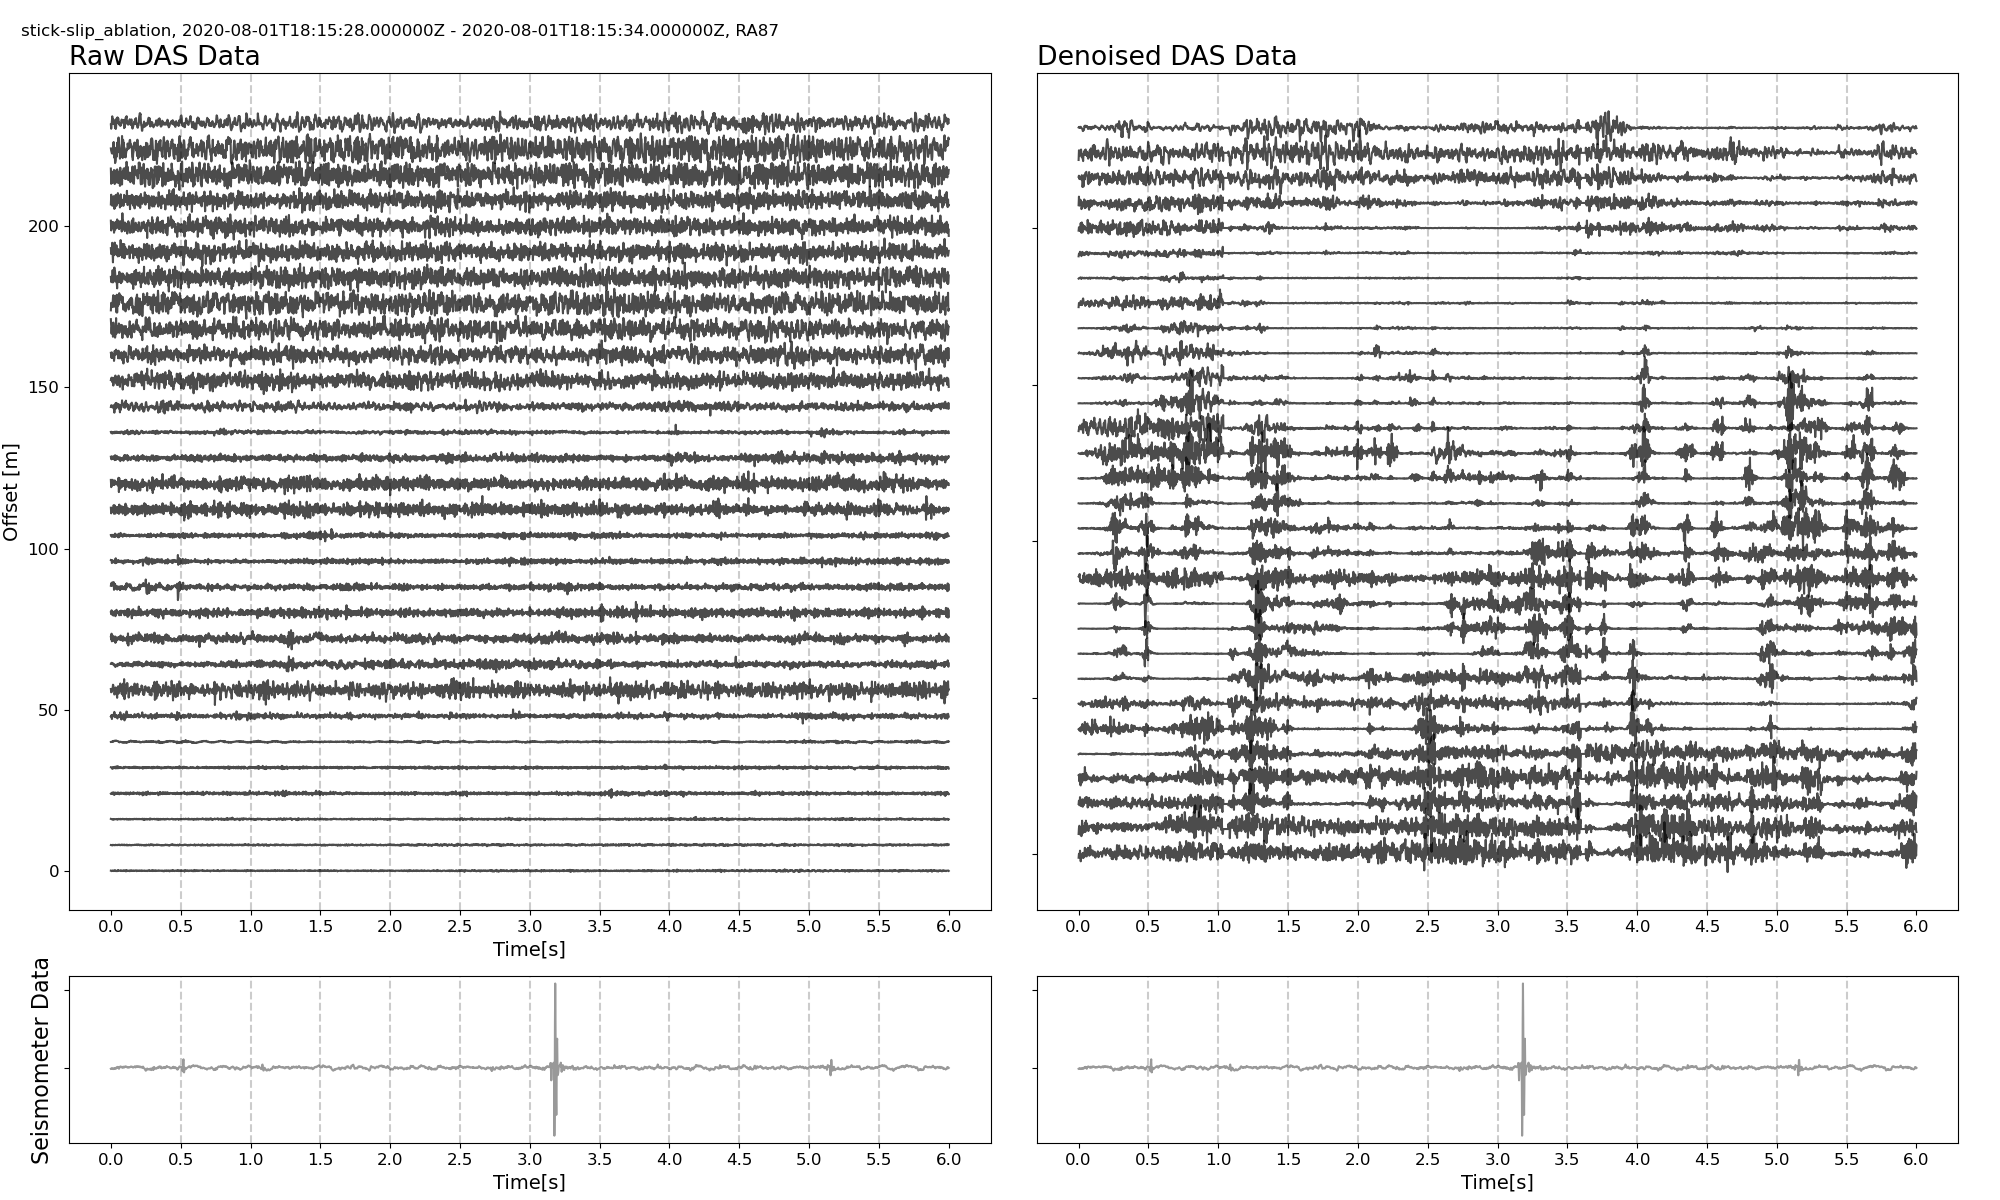 stick-slip_ablation, 2020-08-01T18:15:28.000000Z - 2020-08-01T18:15:34.000000Z, RA87
Raw DAS Data
Denoised DAS Data
Offset [m]
200
150
100
50
0
0.0 0.5 1.0 1.5 2.0 2.5 3.0 3.5 4.0 4.5 5.0 5.5 6.0
Time[s]
0.0 0.5 1.0 1.5 2.0 2.5 3.0 3.5 4.0 4.5 5.0 5.5 6.0
Seismometer Data
0.0 0.5 1.0 1.5 2.0 2.5 3.0 3.5 4.0 4.5 5.0 5.5 6.0
Time[s]
0.0 0.5 1.0 1.5 2.0 2.5 3.0 3.5 4.0 4.5 5.0 5.5 6.0
Time[s]